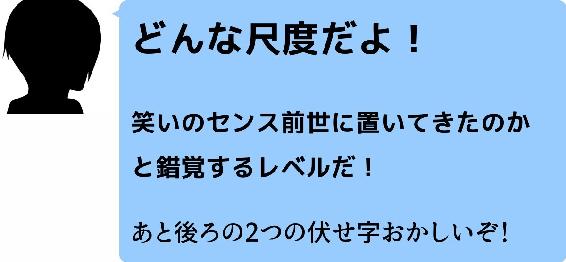 どんな尺度だよ！
笑いのセンス前世に置いてきたのか
と錯覚するレベルだ！
あと後ろの2つの伏せ字おかしいぞ!